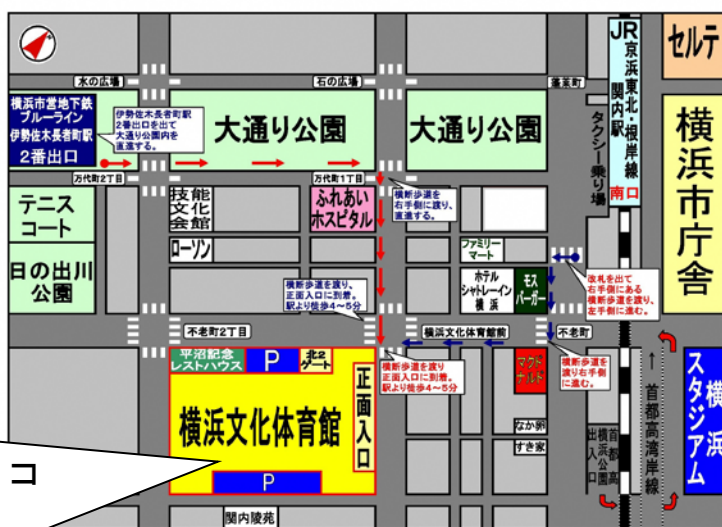 JR
京浜東北・根岸線
関内駅
南口
セルテ
水の広場
石の広場
蓬莱町
横浜市営地下鉄
ブルーライン
伊勢佐木長者町駅
2番出口
伊勢佐木長者町駅
2番出口を出て
大通り公園内を
直進する。
大通り公園
大通り公園
タクシー乗り場
横浜市庁舎
万代町2丁目
万代町1丁目
テニス
コート
技能
文化
会館
ふれあい
ホスピタル
横断歩道を
右手側に渡り、
直進する。
ローソン
ファミリー
マート
日の出川
公園
横断歩道を渡り、
正面入口に到着。
駅より徒歩4～5分
ホテル
シャトレーイン
横浜
モス
バーガー
改札を出て
右手側にある
横断歩道を渡り、
左手側に進む。
不老町2丁目
横浜文化体育館前
不老町
平沼記念
レストハウス
P
北2
ゲート
正面入口
横断歩道を渡り
正面入口に到着。
駅より徒歩4～5分
マクド
ナルド
横断歩道を
渡り右手側
に進む。
横浜文化体育館
なか卵
すき家
首都高
横浜公園
出入口
↑首都高湾岸線
横浜
スタジアム
コ
P
関内陵苑